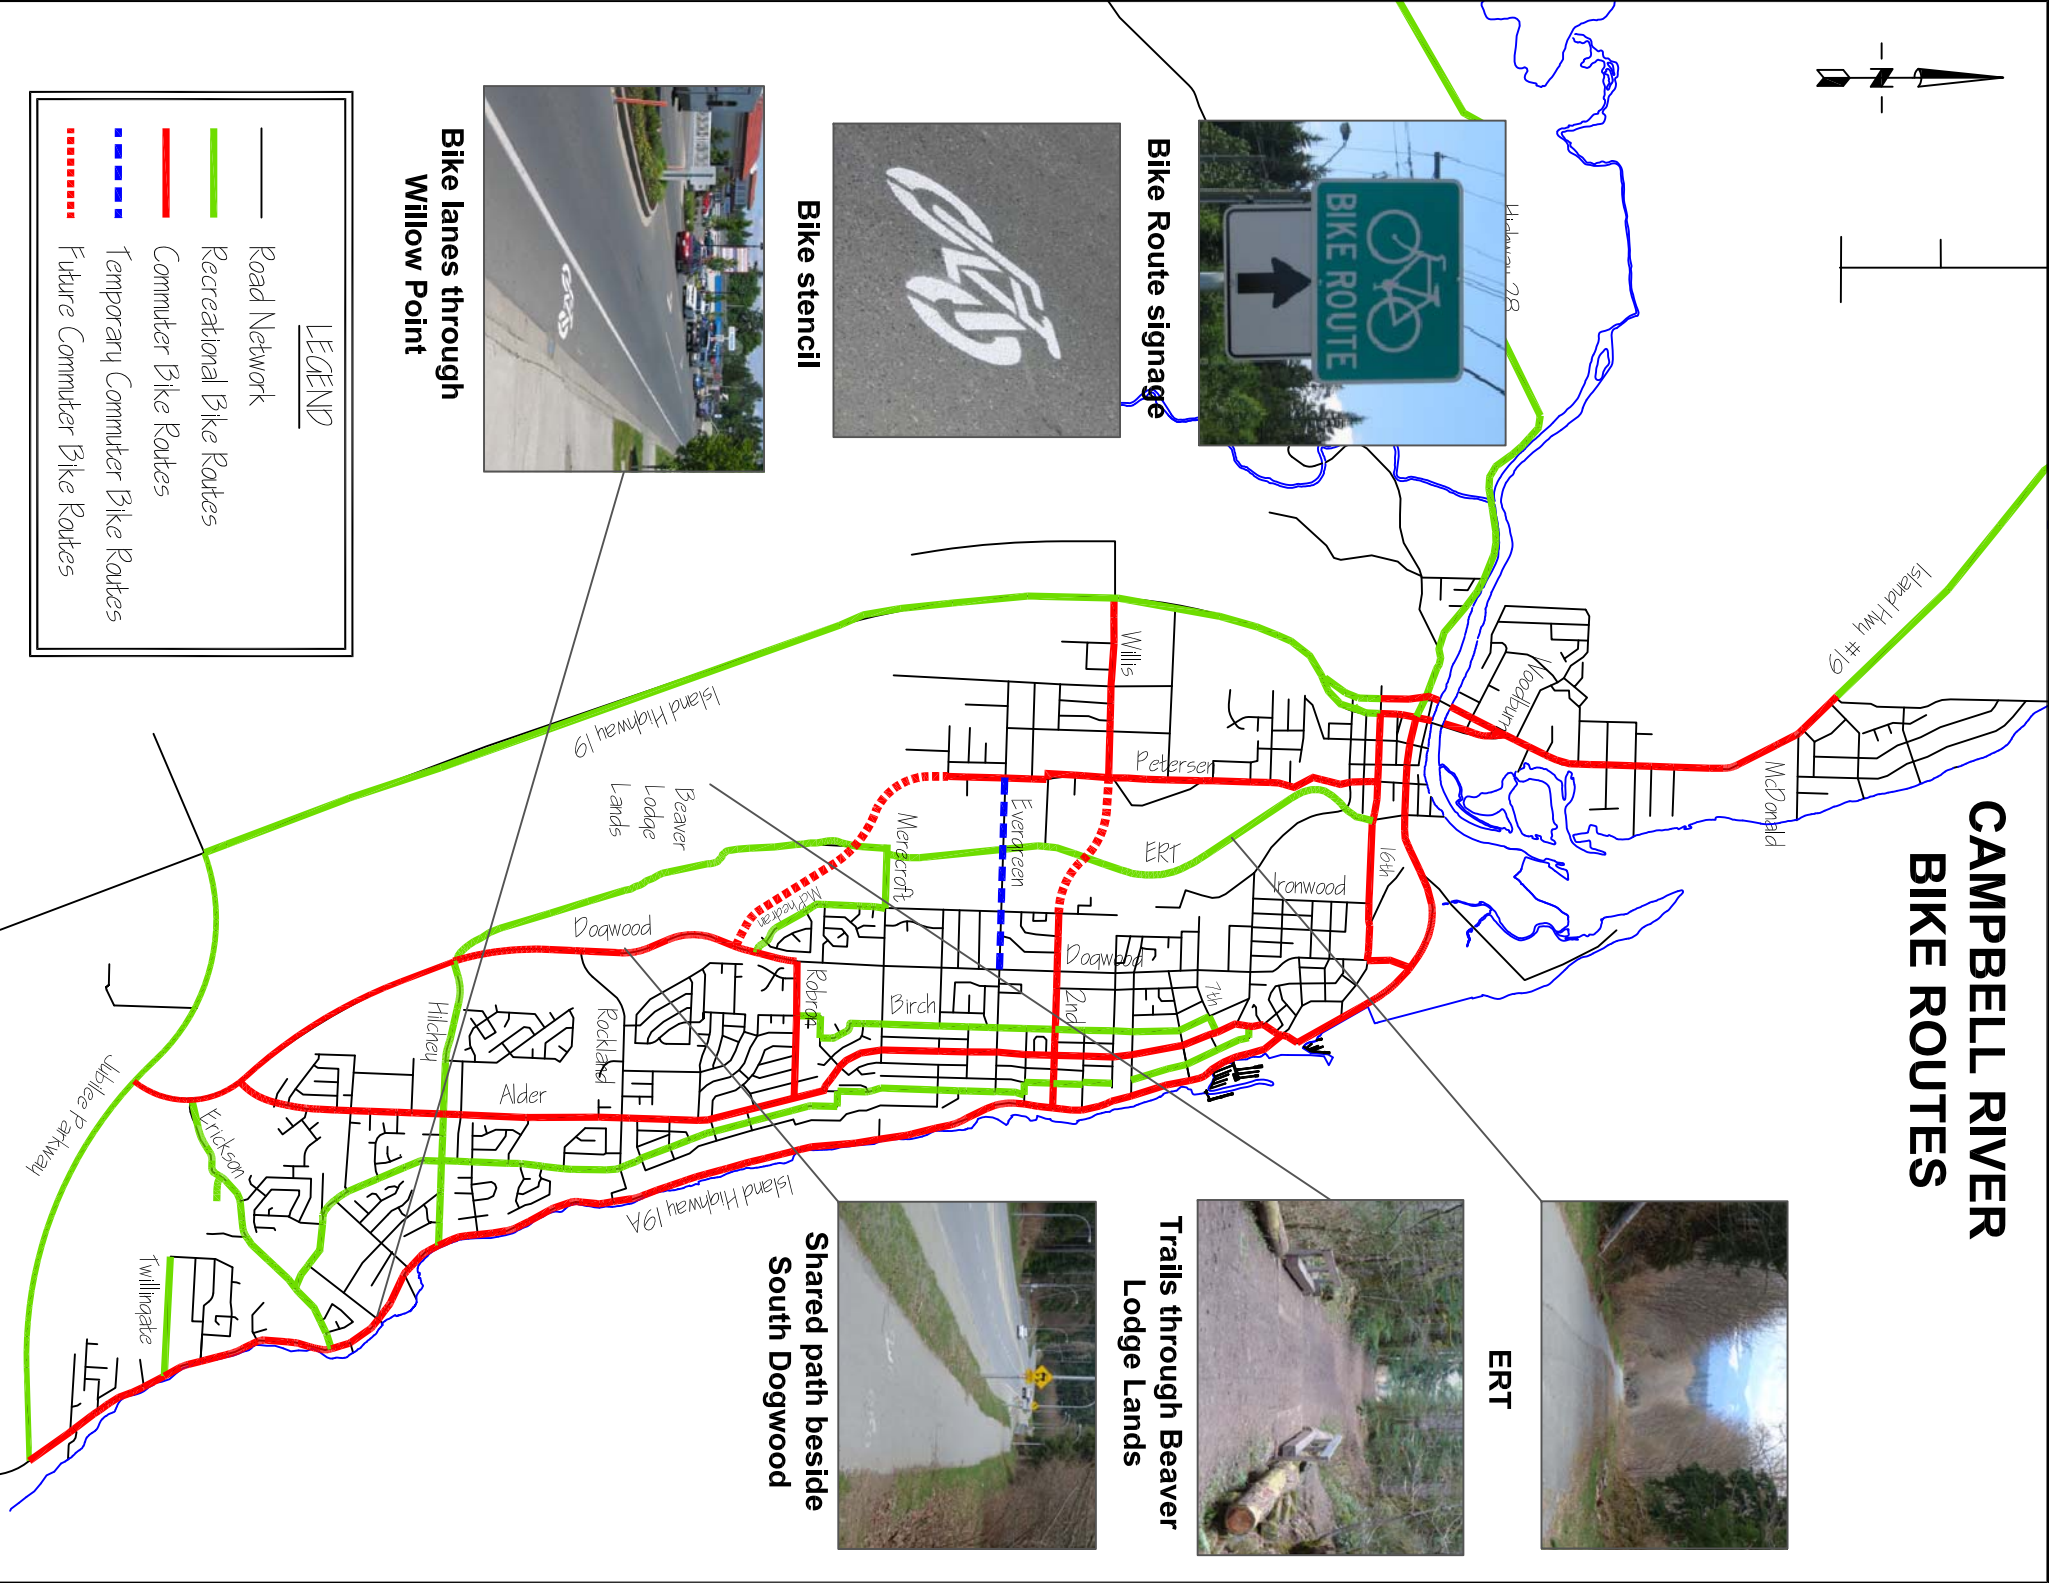 CAMPBELL RIVER
BIKE ROUTES
N
Island Hwy #19
McDonald
Woodburn
Highway 28
BIKE ROUTE
Bike Route signage
Bike stencil
Bike lanes through
Willow Point
Willis
Petersen
16th
Ironwood
ERT
Evergreen
Merecroft
McPhedran
Beaver
Lodge
Lands
Island Highway 19
Dogwood
Dogwood
2nd
7th
Birch
Robron
Rockland
Hilchey
Alder
Erickson
Jubilee Parkway
Twillingate
Island Highway 19A
ERT
Trails through Beaver
Lodge Lands
Shared path beside
South Dogwood
LEGEND
Road Network
Recreational Bike Routes
Commuter Bike Routes
Temporary Commuter Bike Routes
Future Commuter Bike Routes